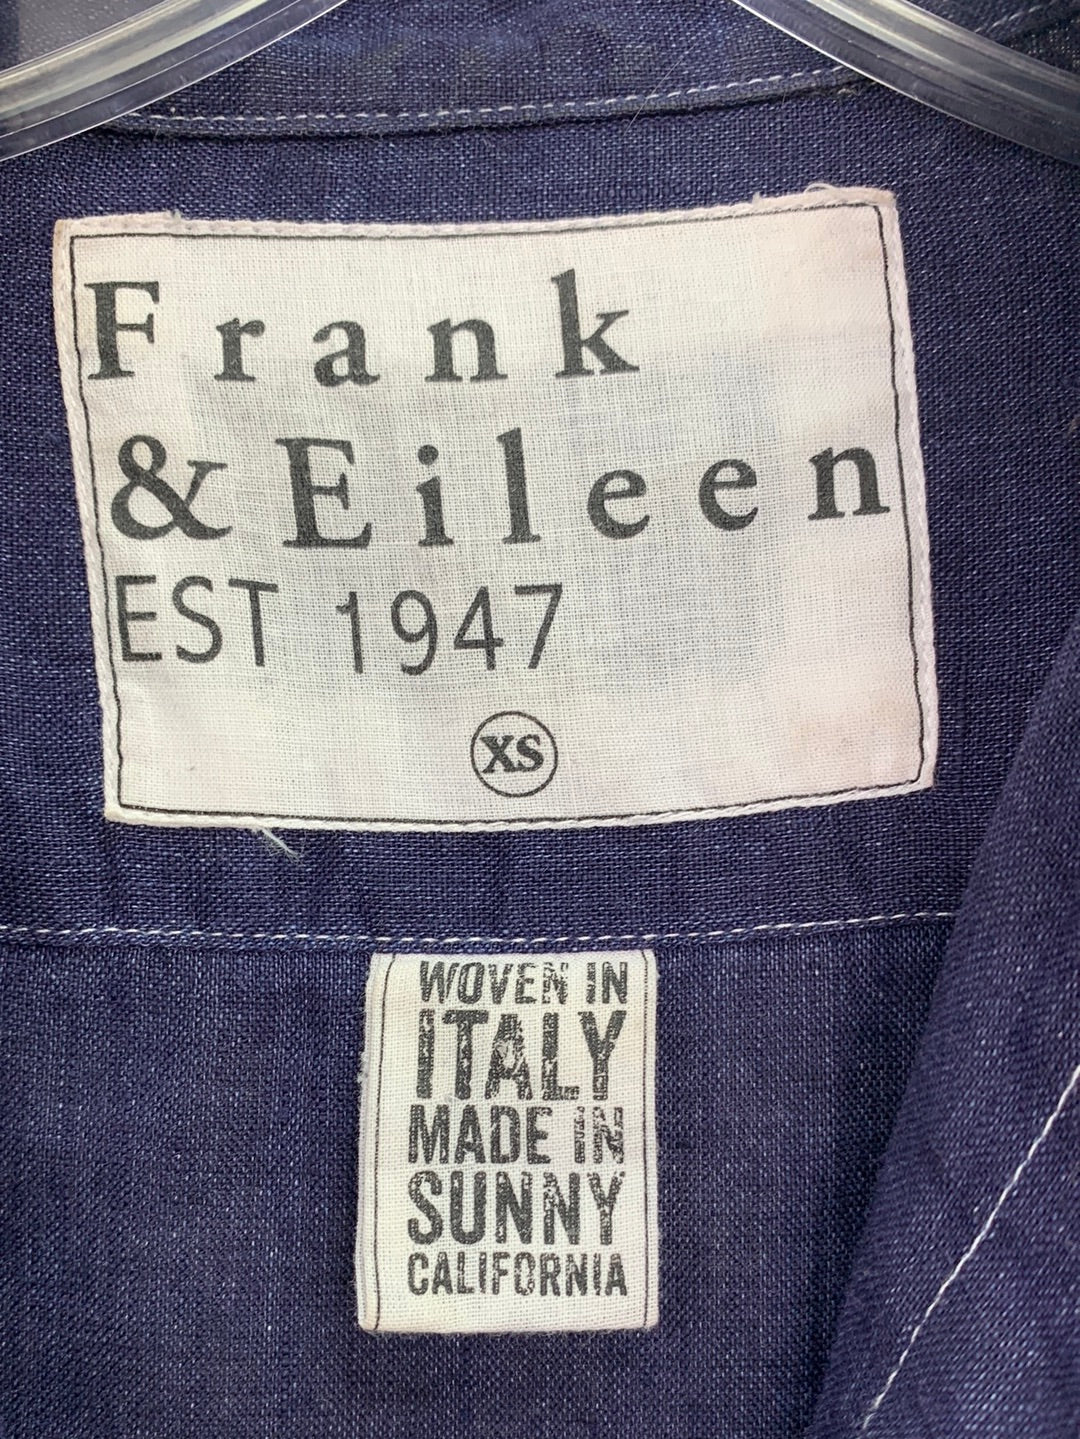 Frank
& Eileen
EST 1947
XS
WOVEN IN
ITALY
MADE IN
SUNNY
CALIFORNIA